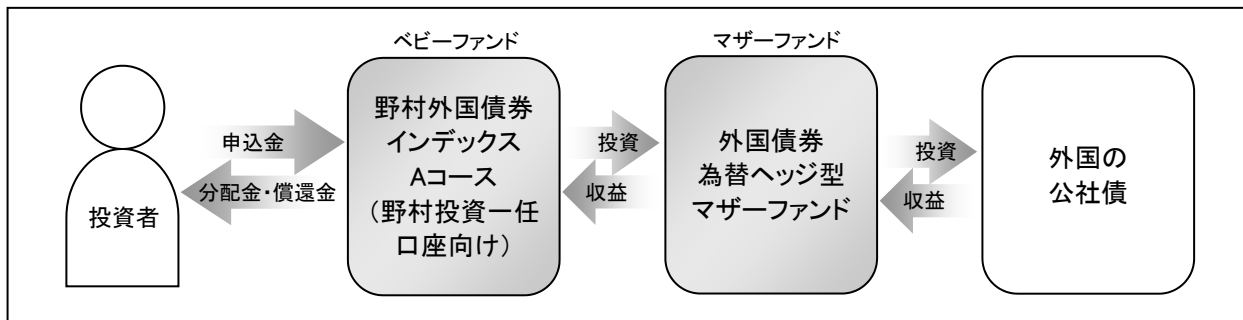 ベビーファンド
マザーファンド
投資者
申込金
分配金・償還金
野村外国債券
インデックス
Aコース
(野村投資一任
口座向け)
投資
収益
外国債券
為替ヘッジ型
マザーファンド
投資
収益
外国の
公社債